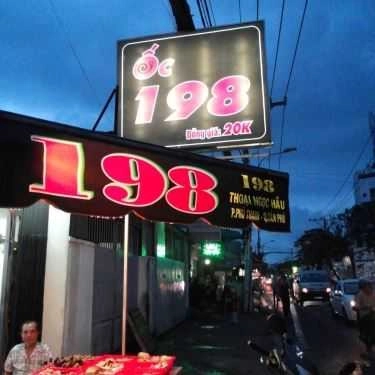 Ốc
198
Đồng giá: 20K
198
198
THOẠI NGỌC HẦU
P.PHÚ THẠNH - Q.TÂN PHÚ